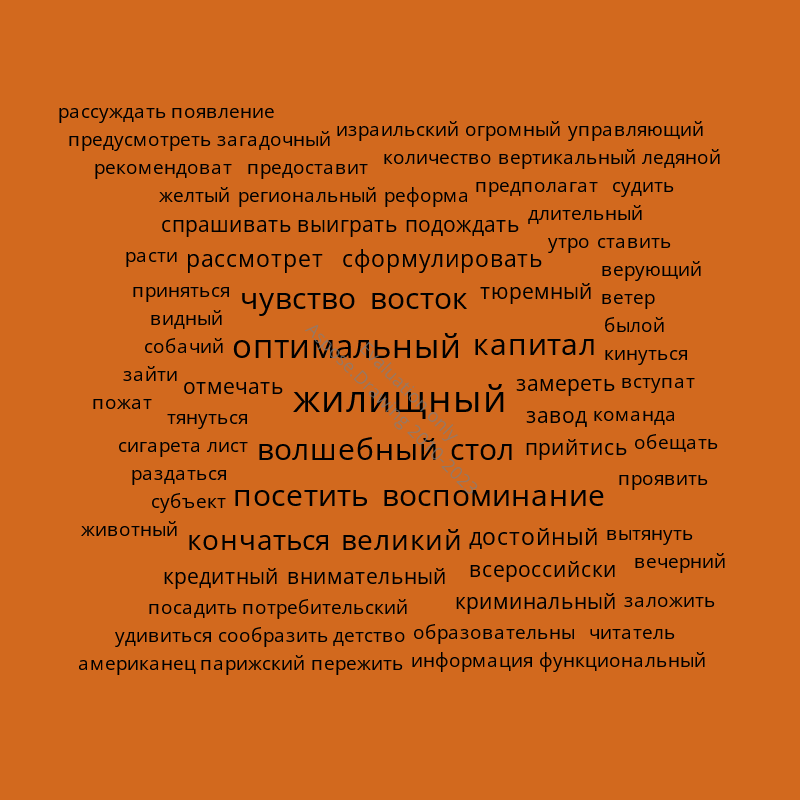 рассуждать появление
израильский огромный управляющий
предусмотреть загадочный
количество вертикальный ледяной
рекомендоват предоставит
предполагат судить
желтый региональный реформа
длительный
спрашивать выиграть подождать
утро ставить
расти рассмотрет сформулировать
верующий
приняться чувство восток тюремный ветер
видный
былой
собачий оптимальный капитал
кинуться
зайти отмечать замереть вступат
пожат жилищный
тянуться завод команда
сигарета лист волшебный стол прийтись обещать
раздаться
проявить
субъект посетить воспоминание
животный кончаться великий достойный вытянуть
вечерний
кредитный внимательный всероссийски
посадить потребительский криминальный заложить
удивиться сообразить детство образовательны читатель
американец парижский пережить информация функциональный